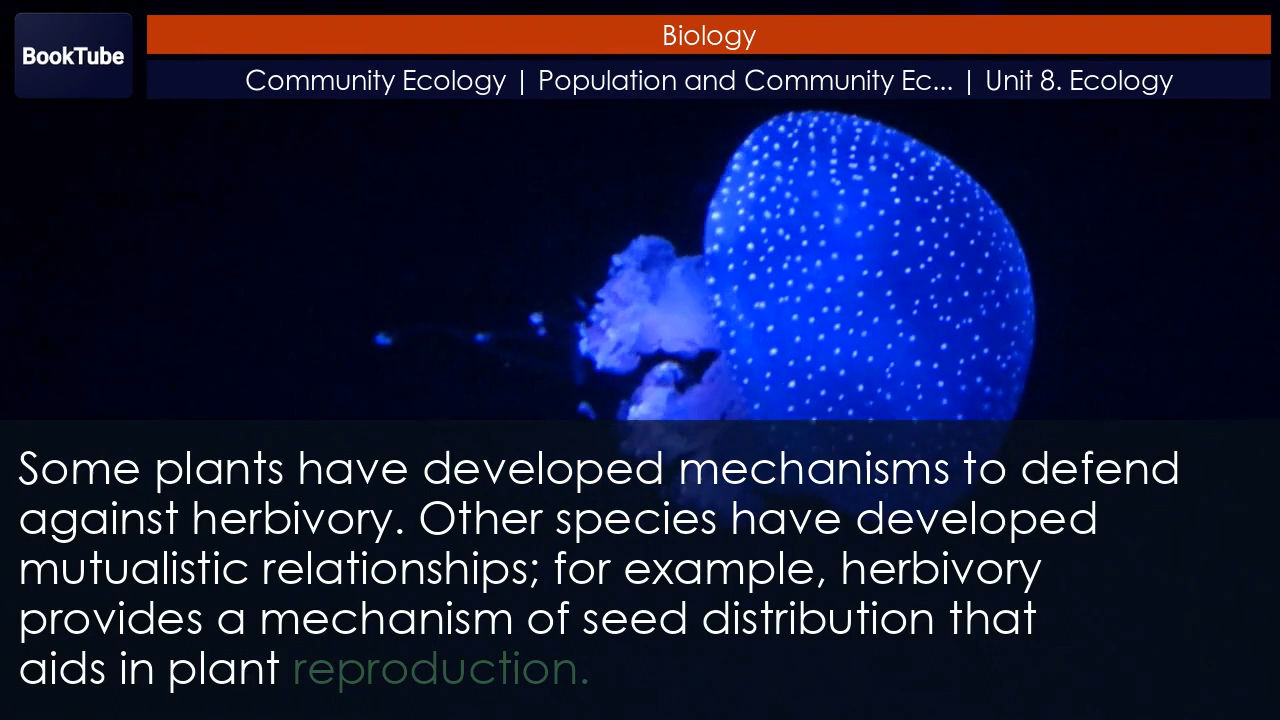 BookTube
Biology
Community Ecology | Population and Community Ec... | Unit 8. Ecology
Some plants have developed mechanisms to defend
against herbivory. Other species have developed
mutualistic relationships; for example, herbivory
provides a mechanism of seed distribution that
aids in plant reproduction.